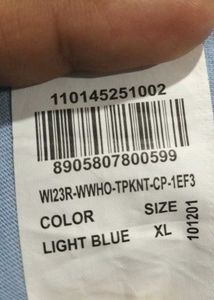 110145251002
8905807800599
WI23R-WWHO-TPKNT-CP-1EF3
COLOR SIZE
LIGHT BLUE XL
101201